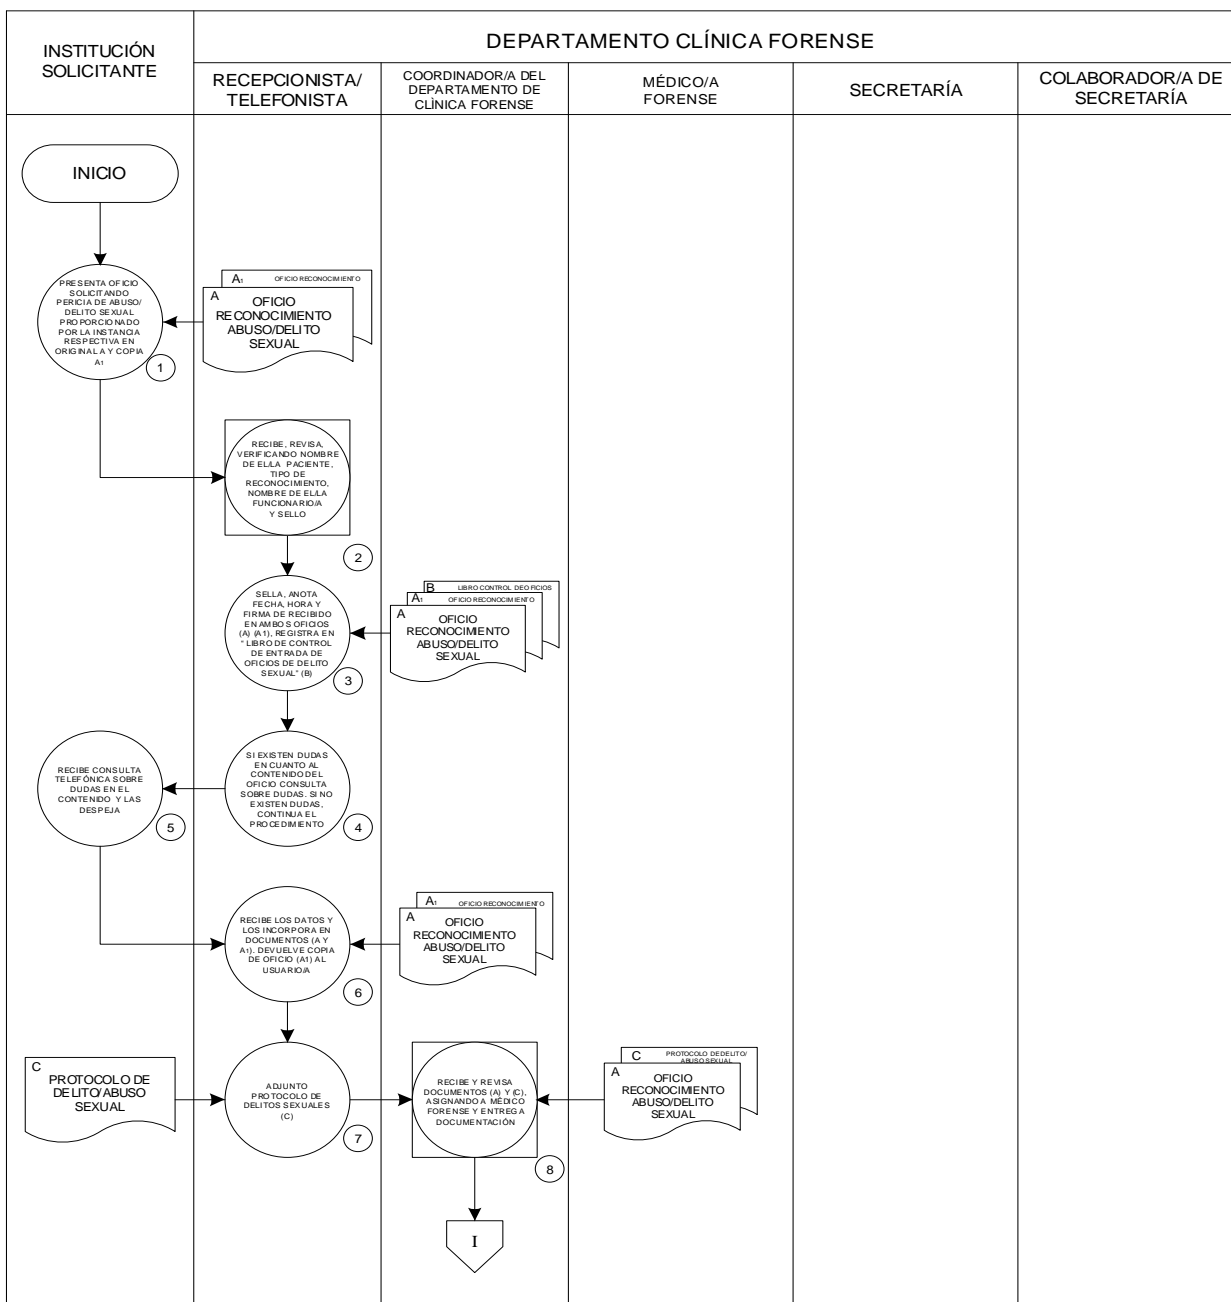 INSTITUCIÓN
SOLICITANTE
DEPARTAMENTO CLÍNICA FORENSE
RECEPCIONISTA/
TELEFONISTA
COORDINADOR/A DEL
DEPARTAMENTO DE
CLÌNICA FORENSE
MÉDICO/A
FORENSE
SECRETARÍA
COLABORADOR/A DE
SECRETARÍA
INICIO
PRESENTA OFICIO
SOLICITANDO
PERICIA DE ABUSO/
DELITO SEXUAL
PROPORCIONADO
POR LA INSTANCIA
RESPECTIVA EN
ORIGINAL A Y COPIA
A1
1
A1 OFICIO RECONOCIMIENTO
A
OFICIO
RECONOCIMIENTO
ABUSO/DELITO
SEXUAL
RECIBE, REVISA,
VERIFICANDO NOMBRE
DE EL/LA PACIENTE,
TIPO DE
RECONOCIMIENTO,
NOMBRE DE EL/LA
FUNCIONARIO/A
Y SELLO
2
SELLA, ANOTA
FECHA, HORA Y
FIRMA DE RECIBIDO
EN AMBOS OFICIOS
(A) (A1), REGISTRA EN
“ LIBRO DE CONTROL
DE ENTRADA DE
OFICIOS DE DELITO
SEXUAL” (B)
3
B LIBRO CONTROL DE OFICIOS
A1 OFICIO RECONOCIMIENTO
A
OFICIO
RECONOCIMIENTO
ABUSO/DELITO
SEXUAL
SI EXISTEN DUDAS
EN CUANTO AL
CONTENIDO DEL
OFICIO CONSULTA
SOBRE DUDAS. SI NO
EXISTEN DUDAS,
CONTINUA EL
PROCEDIMIENTO
4
RECIBE CONSULTA
TELEFÓNICA SOBRE
DUDAS EN EL
CONTENIDO Y LAS
DESPEJA
5
RECIBE LOS DATOS Y
LOS INCORPORA EN
DOCUMENTOS (A Y
A1). DEVUELVE COPIA
DE OFICIO (A1) AL
USUARIO/A
6
A1 OFICIO RECONOCIMIENTO
A
OFICIO
RECONOCIMIENTO
ABUSO/DELITO
SEXUAL
C
PROTOCOLO DE
DELITO/ABUSO
SEXUAL
ADJUNTO
PROTOCOLO DE
DELITOS SEXUALES
(C)
7
RECIBE Y REVISA
DOCUMENTOS (A) Y (C),
ASIGNANDO A MÉDICO
FORENSE Y ENTREGA
DOCUMENTACIÓN
8
C PROTOCOLO DE DELITO/
ABUSO SEXUAL
A
OFICIO
RECONOCIMIENTO
ABUSO/DELITO
SEXUAL
I